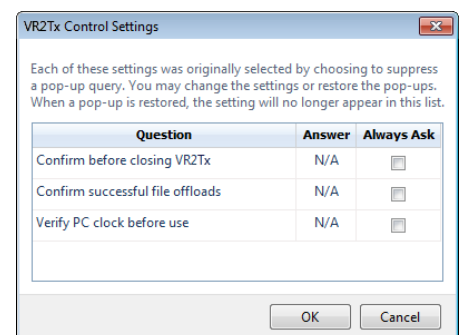 VR2Tx Control Settings
Each of these settings was originally selected by choosing to suppress
a pop-up query. You may change the settings or restore the pop-ups.
When a pop-up is restored, the setting will no longer appear in this list.
Question Answer Always Ask
Confirm before closing VR2Tx N/A
Confirm successful file offloads N/A
Verify PC clock before use N/A
OK Cancel